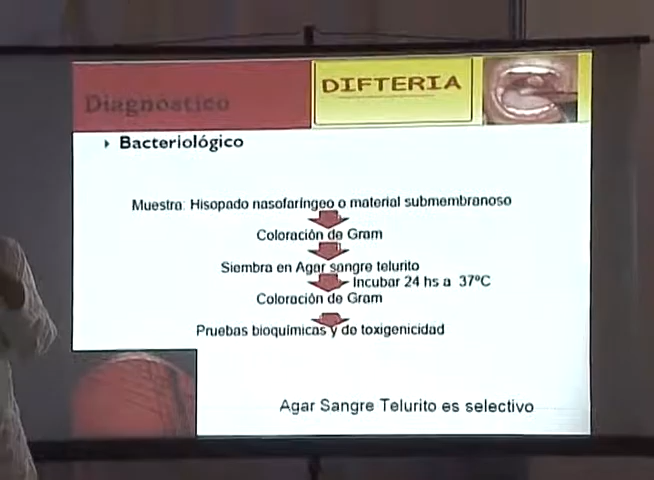 Diagnóstico
DIFTERIA
Bacteriológico
Muestra: Hisopado nasofaríngeo o material submembranoso
Coloración de Gram
Siembra en Agar sangre telurito
Incubar 24 hs a 37ºC
Coloración de Gram
Pruebas bioquímicas y de toxigenicidad
Agar Sangre Telurito es selectivo